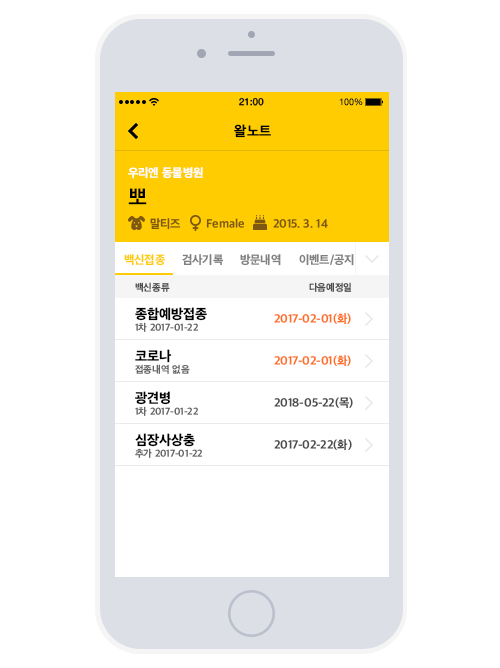 21:00
100%
왈노트
우리엔 동물병원
뽀
말티즈 Female 2015. 3. 14
백신접종 검사기록 방문내역 이벤트/공지
백신종류 다음예정일
종합예방접종
1차 2017-01-22
2017-02-01(화)
코로나
접종내역 없음
2017-02-01(화)
광견병
1차 2017-01-22
2018-05-22(목)
심장사상충
추가 2017-01-22
2017-02-22(화)